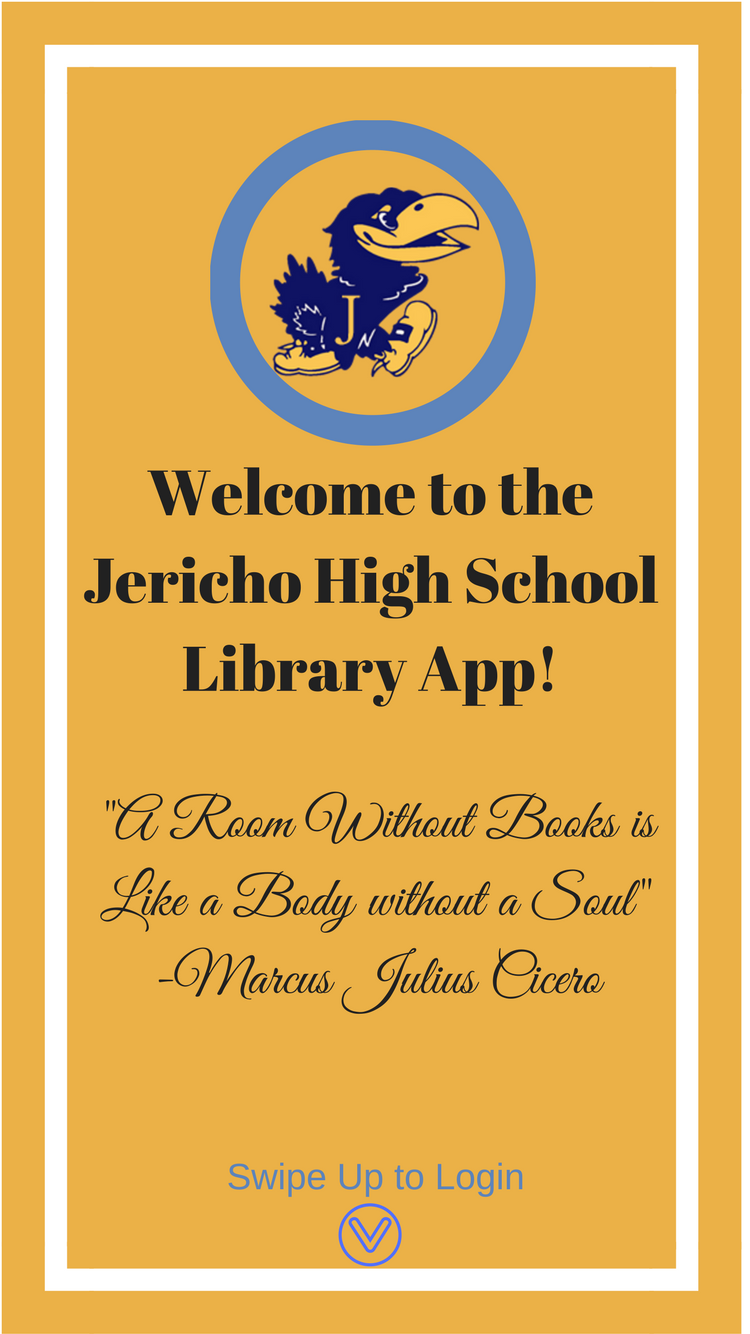 J
Welcome to the
Jericho High School
Library App!
"A Room Without Books is
Like a Body without a Soul"
-Marcus Julius Cicero
Swipe Up to Login